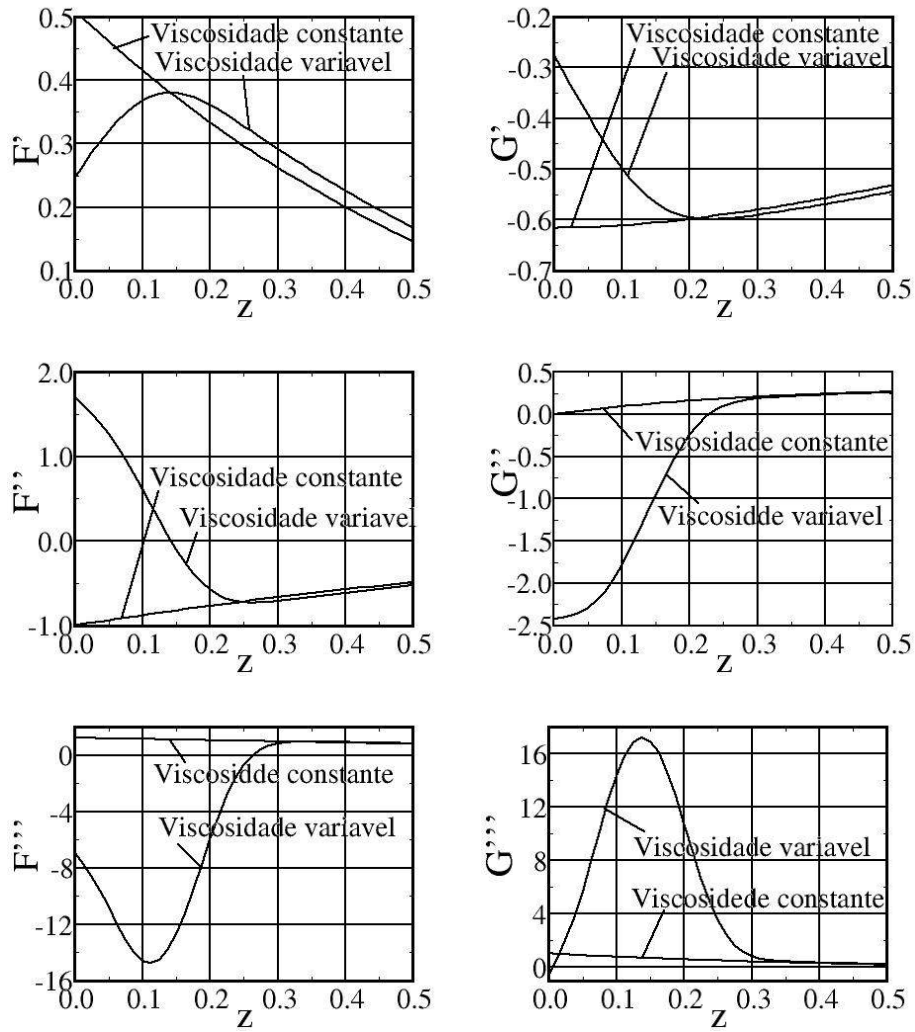 0.5
Viscosidade constante
Viscosidade variavel
0.4
0.3
0.2
0.1
F'
0.0 0.1 0.2 0.3 0.4 0.5
z
-0.2
Viscosidade constante
Viscosidade variavel
-0.3
-0.4
-0.5
-0.6
-0.7
G'
0.0 0.1 0.2 0.3 0.4 0.5
z
2.0
1.0
0.0
-1.0
F''
Viscosidade constante
Viscosidade variavel
0.0 0.1 0.2 0.3 0.4 0.5
z
0.5
0.0
-0.5
-1.0
-1.5
-2.0
-2.5
G''
Viscosidade constante
Viscosidde variavel
0.0 0.1 0.2 0.3 0.4 0.5
z
0
-4
-8
-12
-16
F'''
Viscosidde constante
Viscosidade variavel
0.0 0.1 0.2 0.3 0.4 0.5
z
16
12
8
4
0
G'''
Viscosidade variavel
Viscosidede constante
0.0 0.1 0.2 0.3 0.4 0.5
z